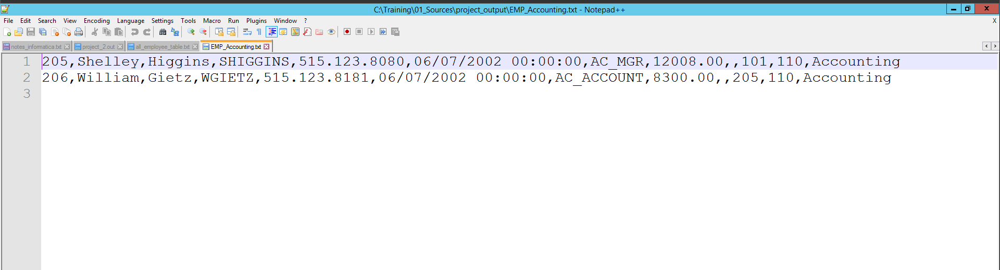 C:\Training\01_Sources\project_output\EMP_Accounting.txt - Notepad++
File Edit Search View Encoding Language Settings Tools Macro Run Plugins Window ? X
notes_informatica.txt project_2.out all_employee_table.txt EMP_Accounting.txt
1 205,Shelley,Higgins,SHIGGINS,515.123.8080,06/07/2002 00:00:00,AC_MGR,12008.00,,101,110,Accounting
2 206,William,Gietz,WGIETZ,515.123.8181,06/07/2002 00:00:00,AC_ACCOUNT,8300.00,,205,110,Accounting
3